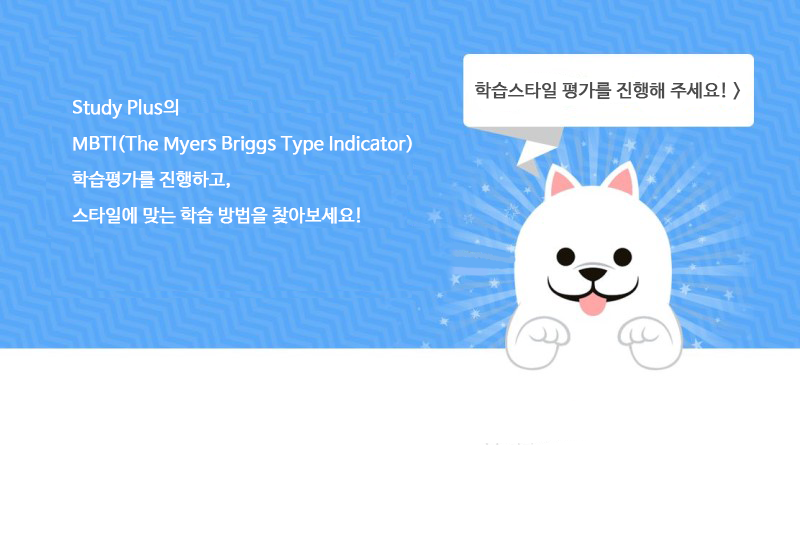 Study Plus의
MBTI(The Myers Briggs Type Indicator)
학습평가를 진행하고,
스타일에 맞는 학습 방법을 찾아보세요!
학습스타일 평가를 진행해 주세요! >